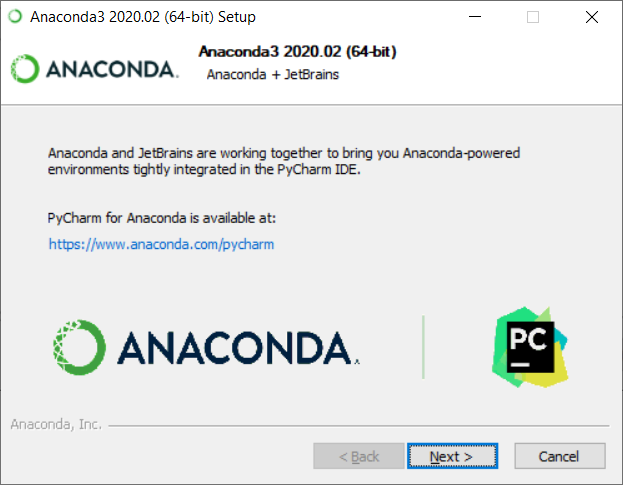 Anaconda3 2020.02 (64-bit) Setup
Anaconda3 2020.02 (64-bit)
ANACONDA.
Anaconda + JetBrains
Anaconda and JetBrains are working together to bring you Anaconda-powered
environments tightly integrated in the PyCharm IDE.
PyCharm for Anaconda is available at:
https://www.anaconda.com/pycharm
ANACONDA
PC
Anaconda, Inc.
< Back
Next >
Cancel